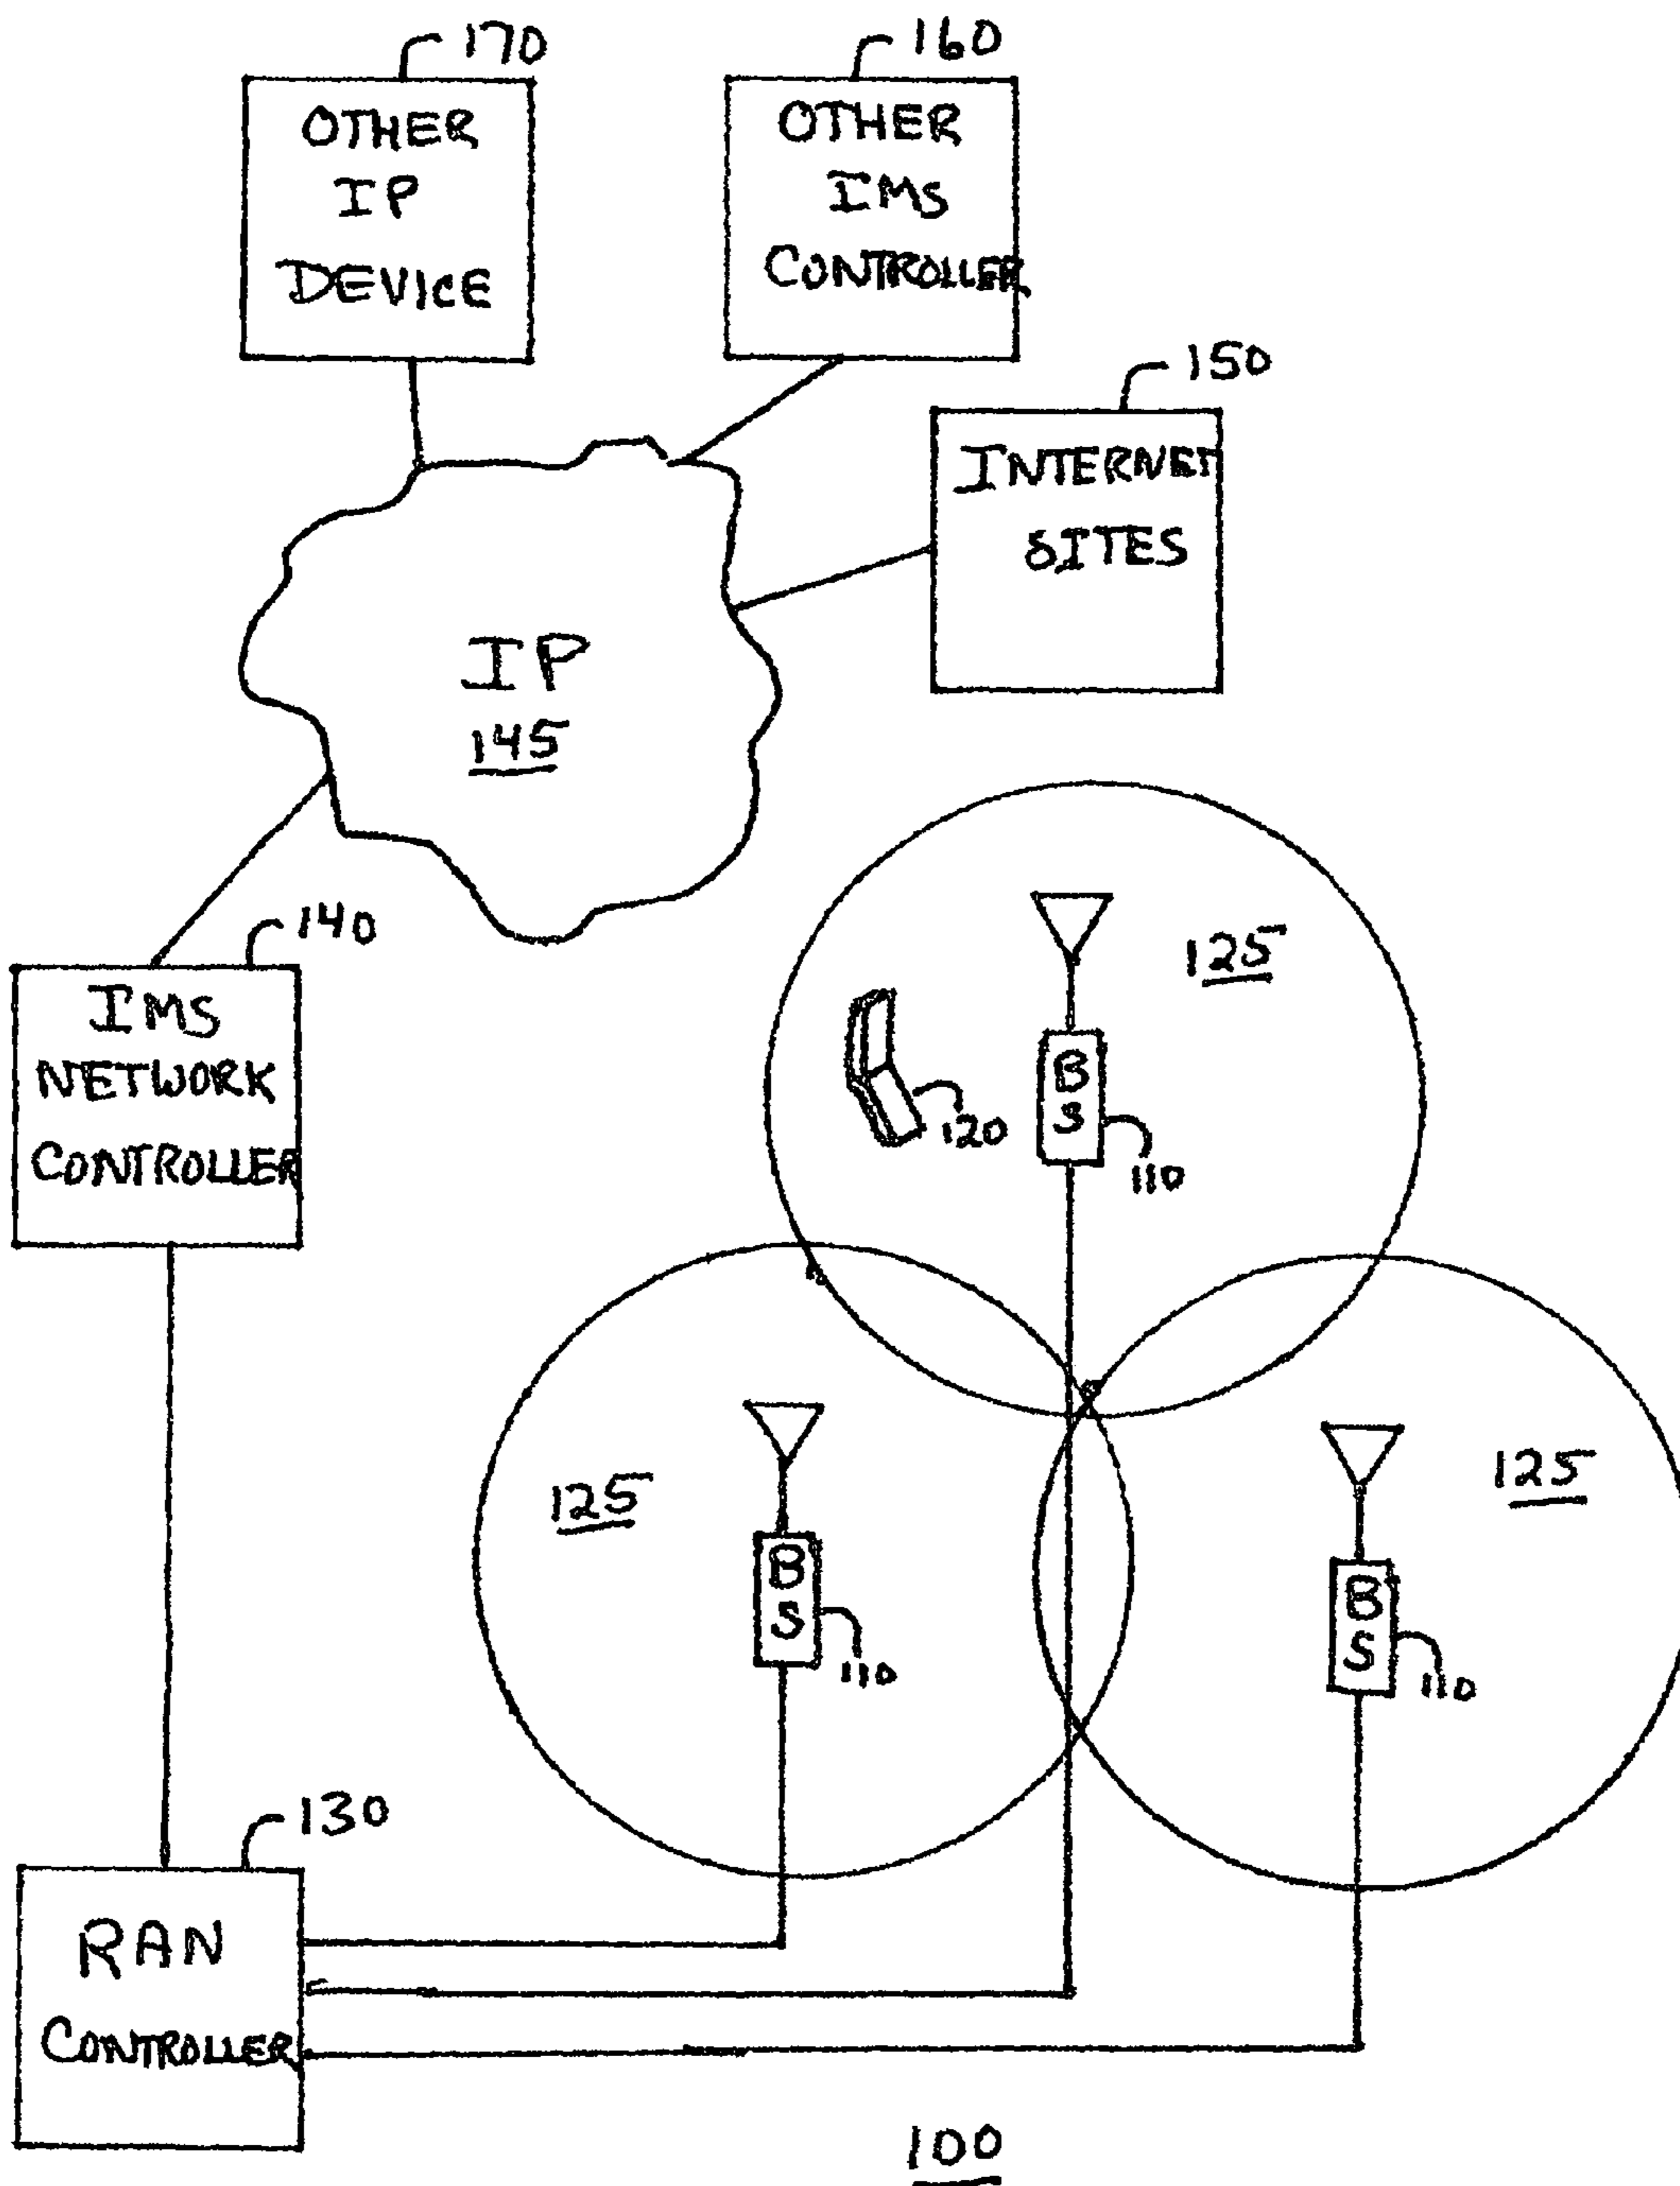 170
160
OTHER
IP
DEVICE
OTHER
IMS
CONTROLLER
150
INTERNET
SITES
IP
145
140
IMS
NETWORK
CONTROLLER
125
B
S
120
110
125
B
S
110
125
B
S
110
130
RAN
CONTROLLER
100